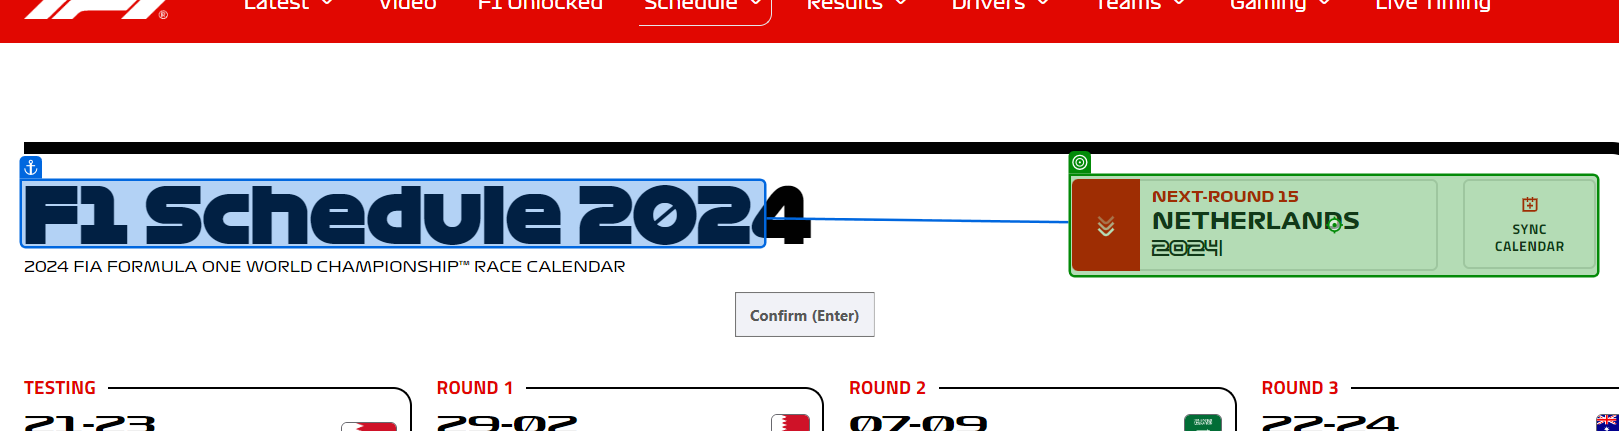 Latest Video F1 Unlocked Schedule Results Drivers Teams Gaming Live Timing
F1 Schedule 2024
2024 FIA FORMULA ONE WORLD CHAMPIONSHIP™ RACE CALENDAR
NEXT-ROUND 15
NETHERLANDS
2024
SYNC
CALENDAR
Confirm (Enter)
TESTING
21-23
ROUND 1
29-02
ROUND 2
07-09
ROUND 3
22-24